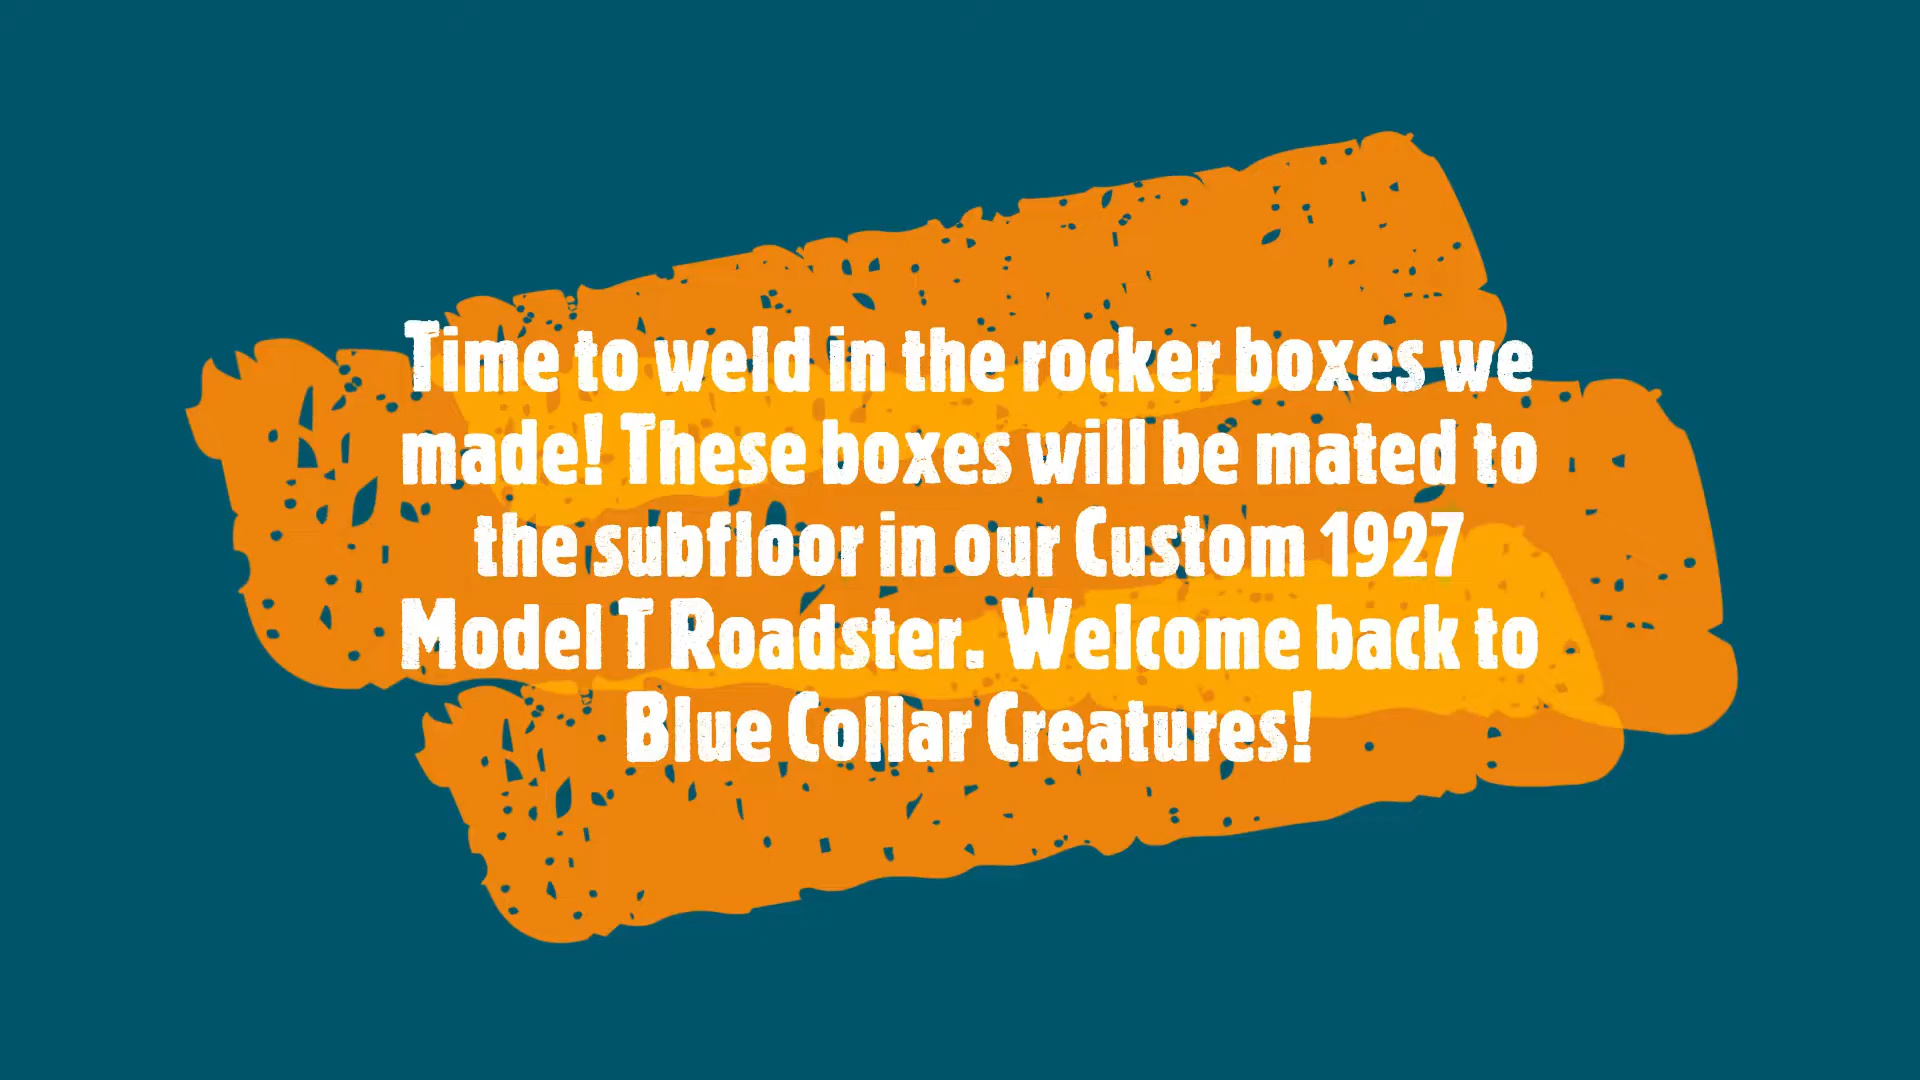 Time to weld in the rocker boxes we
made! These boxes will be mated to
the subfloor in our Custom 1927
Model T Roadster. Welcome back to
Blue Collar Creatures!